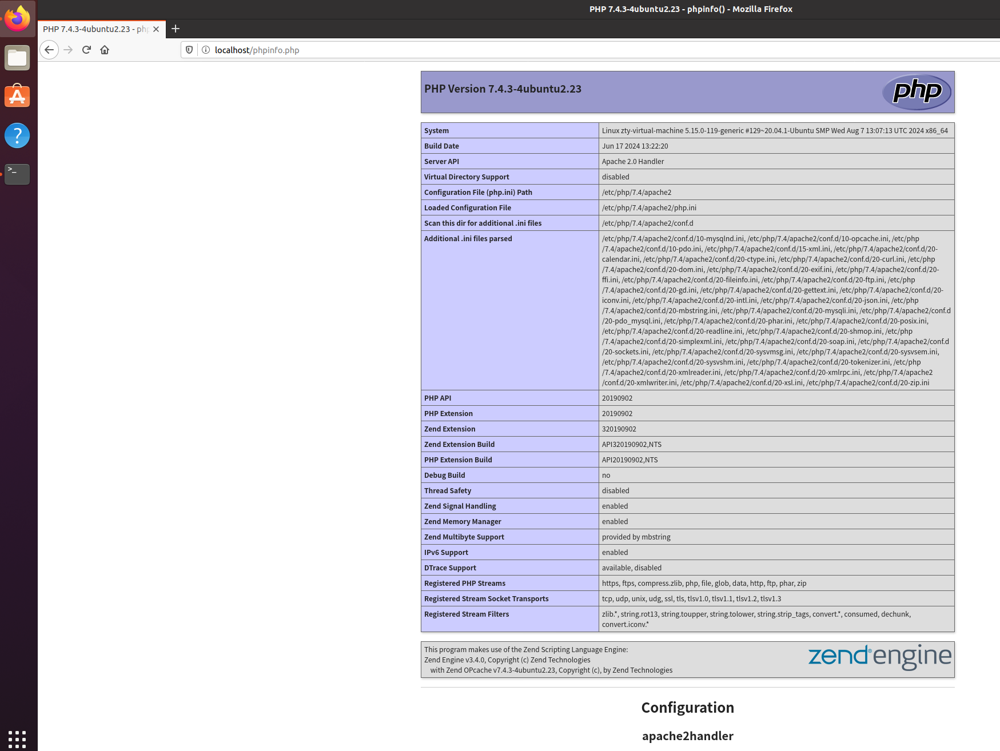 PHP 7.4.3-4ubuntu2.23 - phpinfo() - Mozilla Firefox
PHP 7.4.3-4ubuntu2.23 - php
localhost/phpinfo.php
PHP Version 7.4.3-4ubuntu2.23
php
System Linux zty-virtual-machine 5.15.0-119-generic #129~20.04.1-Ubuntu SMP Wed Aug 7 13:07:13 UTC 2024 x86_64
Build Date Jun 17 2024 13:22:20
Server API Apache 2.0 Handler
Virtual Directory Support disabled
Configuration File (php.ini) Path /etc/php/7.4/apache2
Loaded Configuration File /etc/php/7.4/apache2/php.ini
Scan this dir for additional .ini files /etc/php/7.4/apache2/conf.d
Additional .ini files parsed /etc/php/7.4/apache2/conf.d/10-mysqlnd.ini, /etc/php/7.4/apache2/conf.d/10-opcache.ini, /etc/php
/7.4/apache2/conf.d/10-pdo.ini, /etc/php/7.4/apache2/conf.d/15-xml.ini, /etc/php/7.4/apache2/conf.d/20-
calendar.ini, /etc/php/7.4/apache2/conf.d/20-ctype.ini, /etc/php/7.4/apache2/conf.d/20-curl.ini, /etc/php
/7.4/apache2/conf.d/20-dom.ini, /etc/php/7.4/apache2/conf.d/20-exif.ini, /etc/php/7.4/apache2/conf.d/20-
ffi.ini, /etc/php/7.4/apache2/conf.d/20-fileinfo.ini, /etc/php/7.4/apache2/conf.d/20-ftp.ini, /etc/php
/7.4/apache2/conf.d/20-gd.ini, /etc/php/7.4/apache2/conf.d/20-gettext.ini, /etc/php/7.4/apache2/conf.d/20-
iconv.ini, /etc/php/7.4/apache2/conf.d/20-intl.ini, /etc/php/7.4/apache2/conf.d/20-json.ini, /etc/php
/7.4/apache2/conf.d/20-mbstring.ini, /etc/php/7.4/apache2/conf.d/20-mysqli.ini, /etc/php/7.4/apache2/conf.d
/20-pdo_mysql.ini, /etc/php/7.4/apache2/conf.d/20-phar.ini, /etc/php/7.4/apache2/conf.d/20-posix.ini,
/etc/php/7.4/apache2/conf.d/20-readline.ini, /etc/php/7.4/apache2/conf.d/20-shmop.ini, /etc/php
/7.4/apache2/conf.d/20-simplexml.ini, /etc/php/7.4/apache2/conf.d/20-soap.ini, /etc/php/7.4/apache2/conf.d
/20-sockets.ini, /etc/php/7.4/apache2/conf.d/20-sysvmsg.ini, /etc/php/7.4/apache2/conf.d/20-sysvsem.ini,
/etc/php/7.4/apache2/conf.d/20-sysvshm.ini, /etc/php/7.4/apache2/conf.d/20-tokenizer.ini, /etc/php
/7.4/apache2/conf.d/20-xmlreader.ini, /etc/php/7.4/apache2/conf.d/20-xmlrpc.ini, /etc/php/7.4/apache2
/conf.d/20-xmlwriter.ini, /etc/php/7.4/apache2/conf.d/20-xsl.ini, /etc/php/7.4/apache2/conf.d/20-zip.ini
PHP API 20190902
PHP Extension 20190902
Zend Extension 320190902
Zend Extension Build API320190902,NTS
PHP Extension Build API20190902,NTS
Debug Build no
Thread Safety disabled
Zend Signal Handling enabled
Zend Memory Manager enabled
Zend Multibyte Support provided by mbstring
IPv6 Support enabled
DTrace Support available, disabled
Registered PHP Streams https, ftps, compress.zlib, php, file, glob, data, http, ftp, phar, zip
Registered Stream Socket Transports tcp, udp, unix, udg, ssl, tls, tlsv1.0, tlsv1.1, tlsv1.2, tlsv1.3
Registered Stream Filters zlib.*, string.rot13, string.toupper, string.tolower, string.strip_tags, convert.*, consumed, dechunk,
convert.iconv.*
This program makes use of the Zend Scripting Language Engine:
Zend Engine v3.4.0, Copyright (c) Zend Technologies
with Zend OPcache v7.4.3-4ubuntu2.23, Copyright (c), by Zend Technologies
zend® engine
Configuration
apache2handler